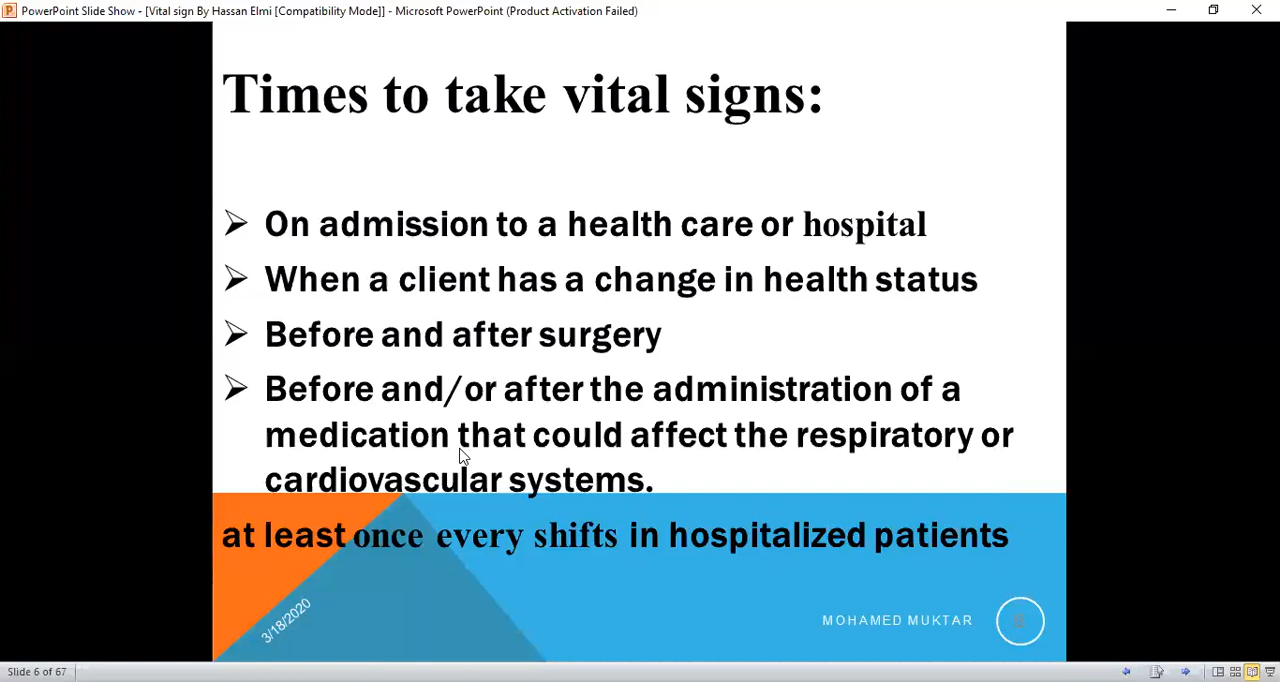 PowerPoint Slide Show - [Vital sign By Hassan Elmi [Compatibility Mode]] - Microsoft PowerPoint (Product Activation Failed)
Times to take vital signs:
On admission to a health care or hospital
When a client has a change in health status
Before and after surgery
Before and/or after the administration of a
medication that could affect the respiratory or
cardiovascular systems.
at least once every shifts in hospitalized patients
3/18/2020
MOHAMED MUKTAR
Slide 6 of 67